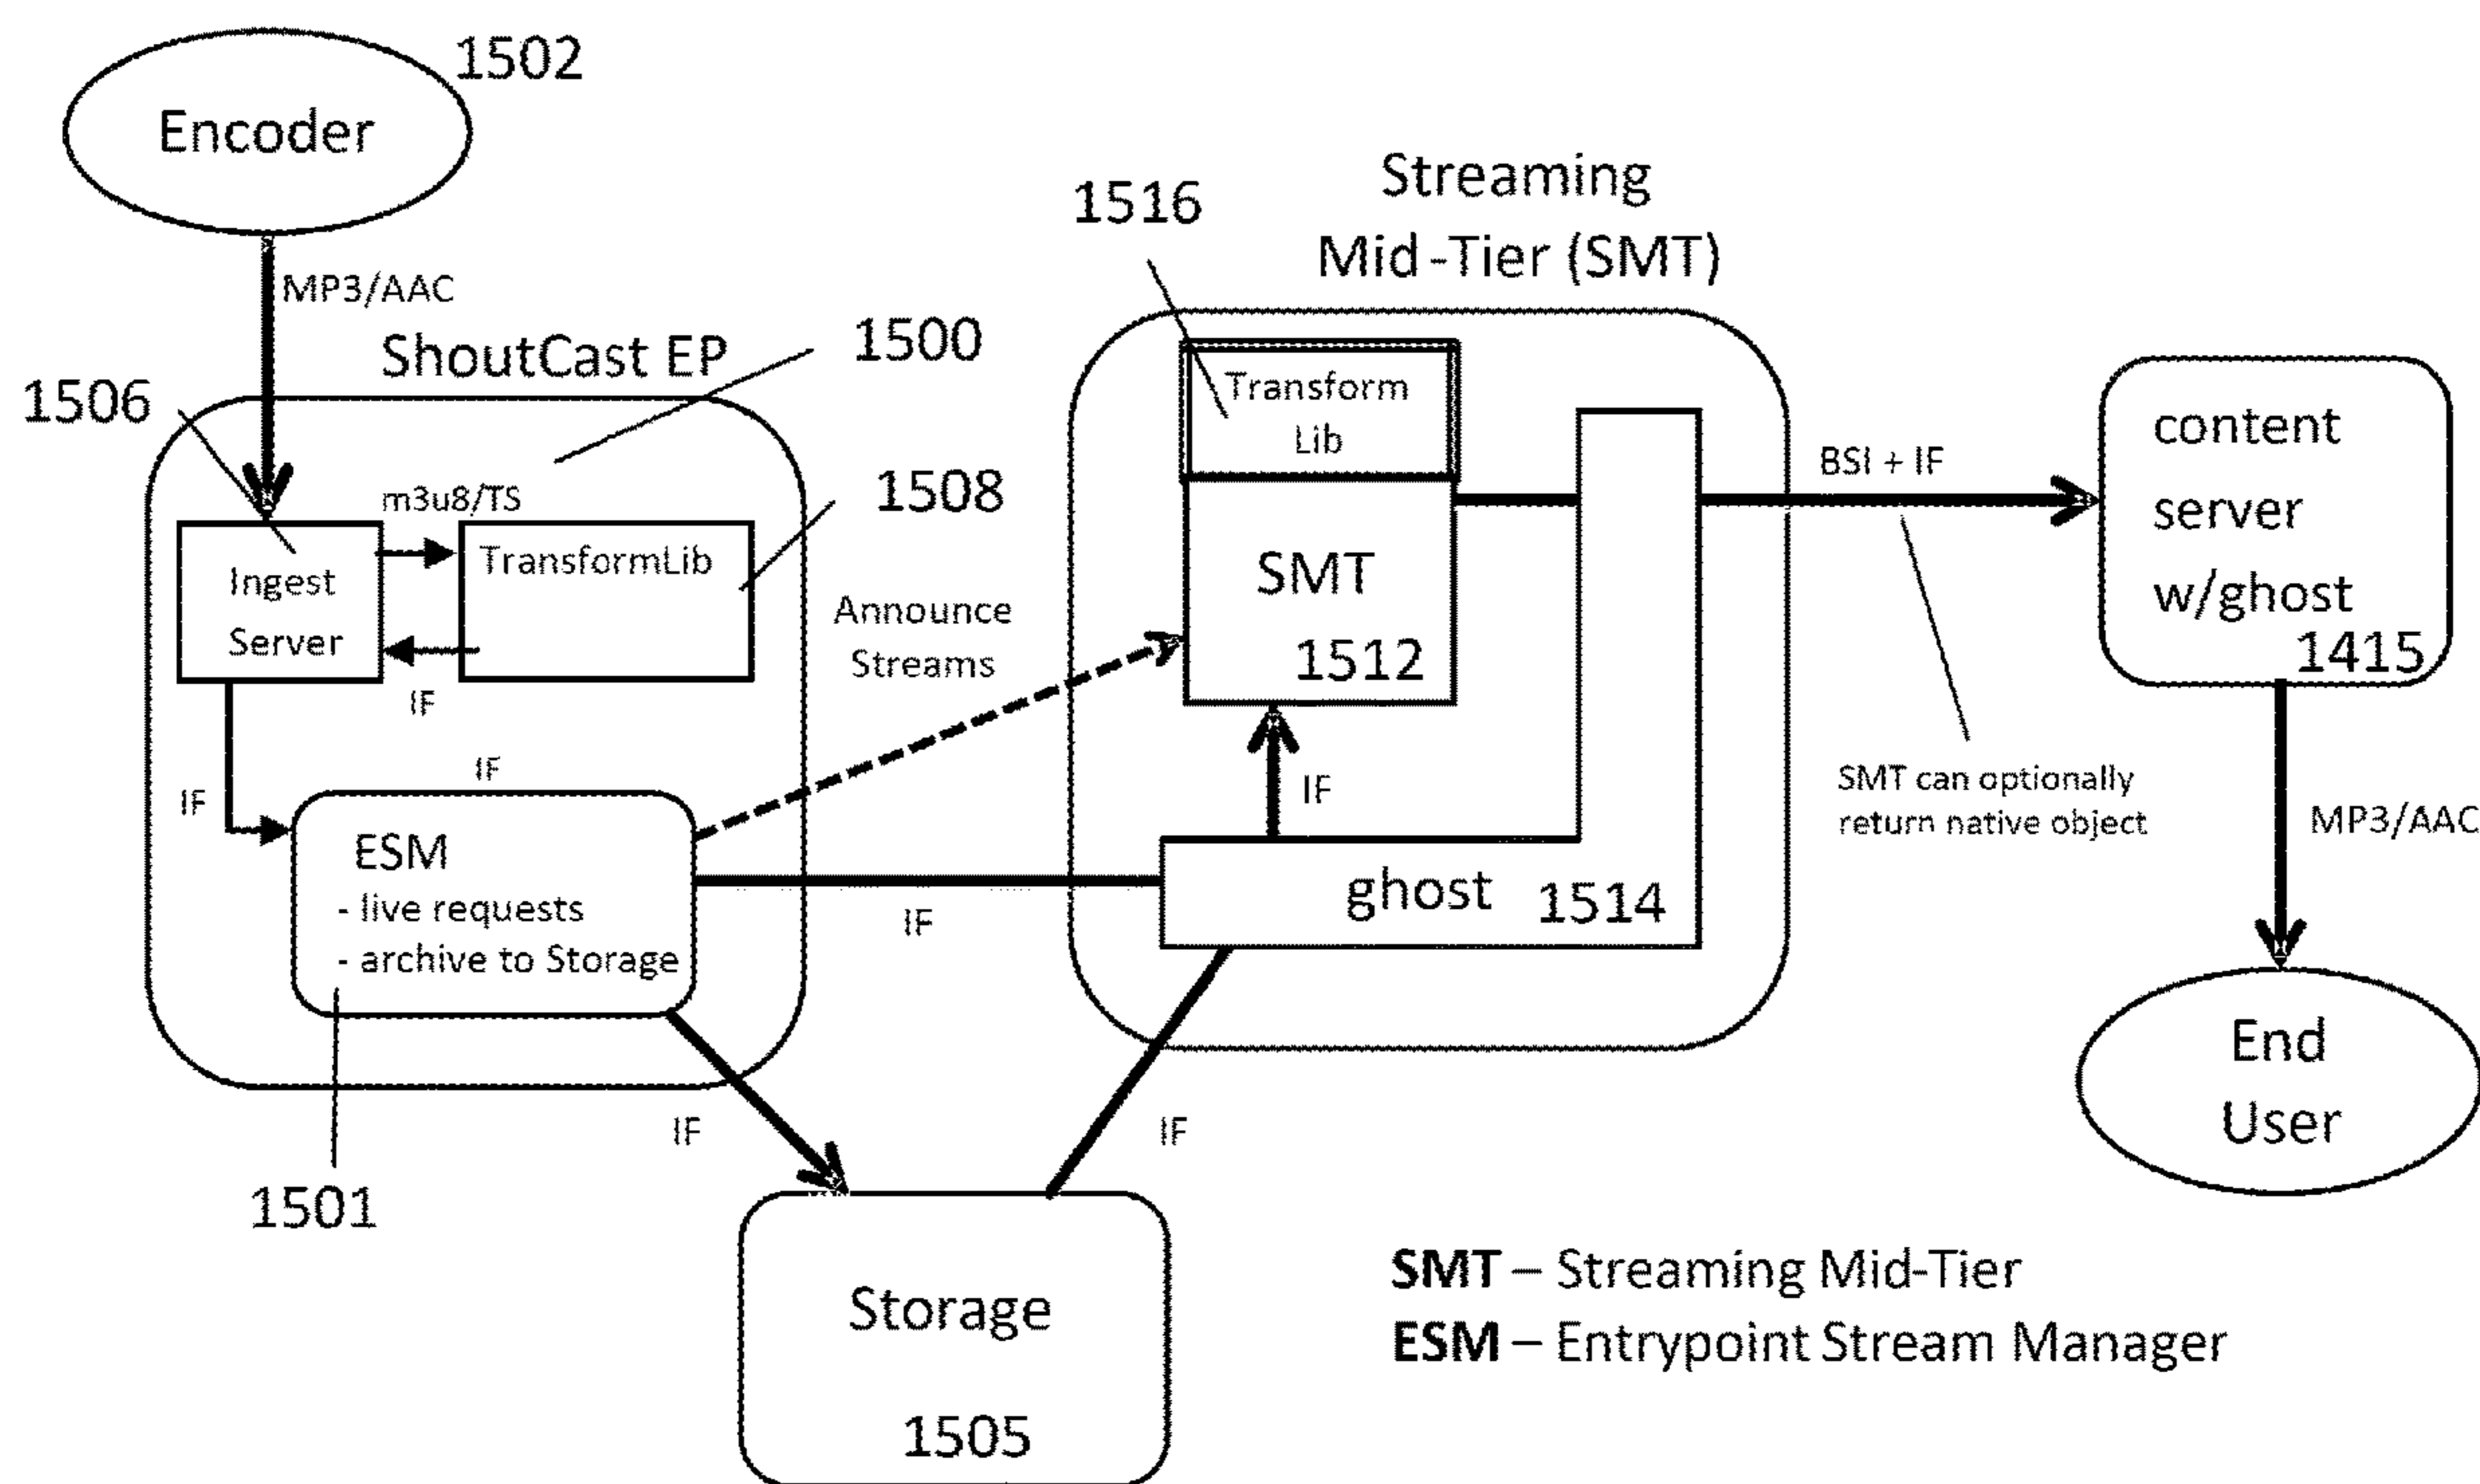 1502
Encoder
MP3/AAC
ShoutCast EP
1500
1506
m3u8/TS
1508
Ingest
Server
TransformLib
IF
IF
IF
ESM
- live requests
- archive to Storage
1501
Announce
Streams
IF
IF
Storage
1505
Streaming
Mid-Tier (SMT)
1516
Transform
Lib
SMT
1512
IF
ghost 1514
IF
BSI + IF
SMT can optionally
return native object
content
server
w/ghost
1415
MP3/AAC
End
User
SMT – Streaming Mid-Tier
ESM – Entrypoint Stream Manager